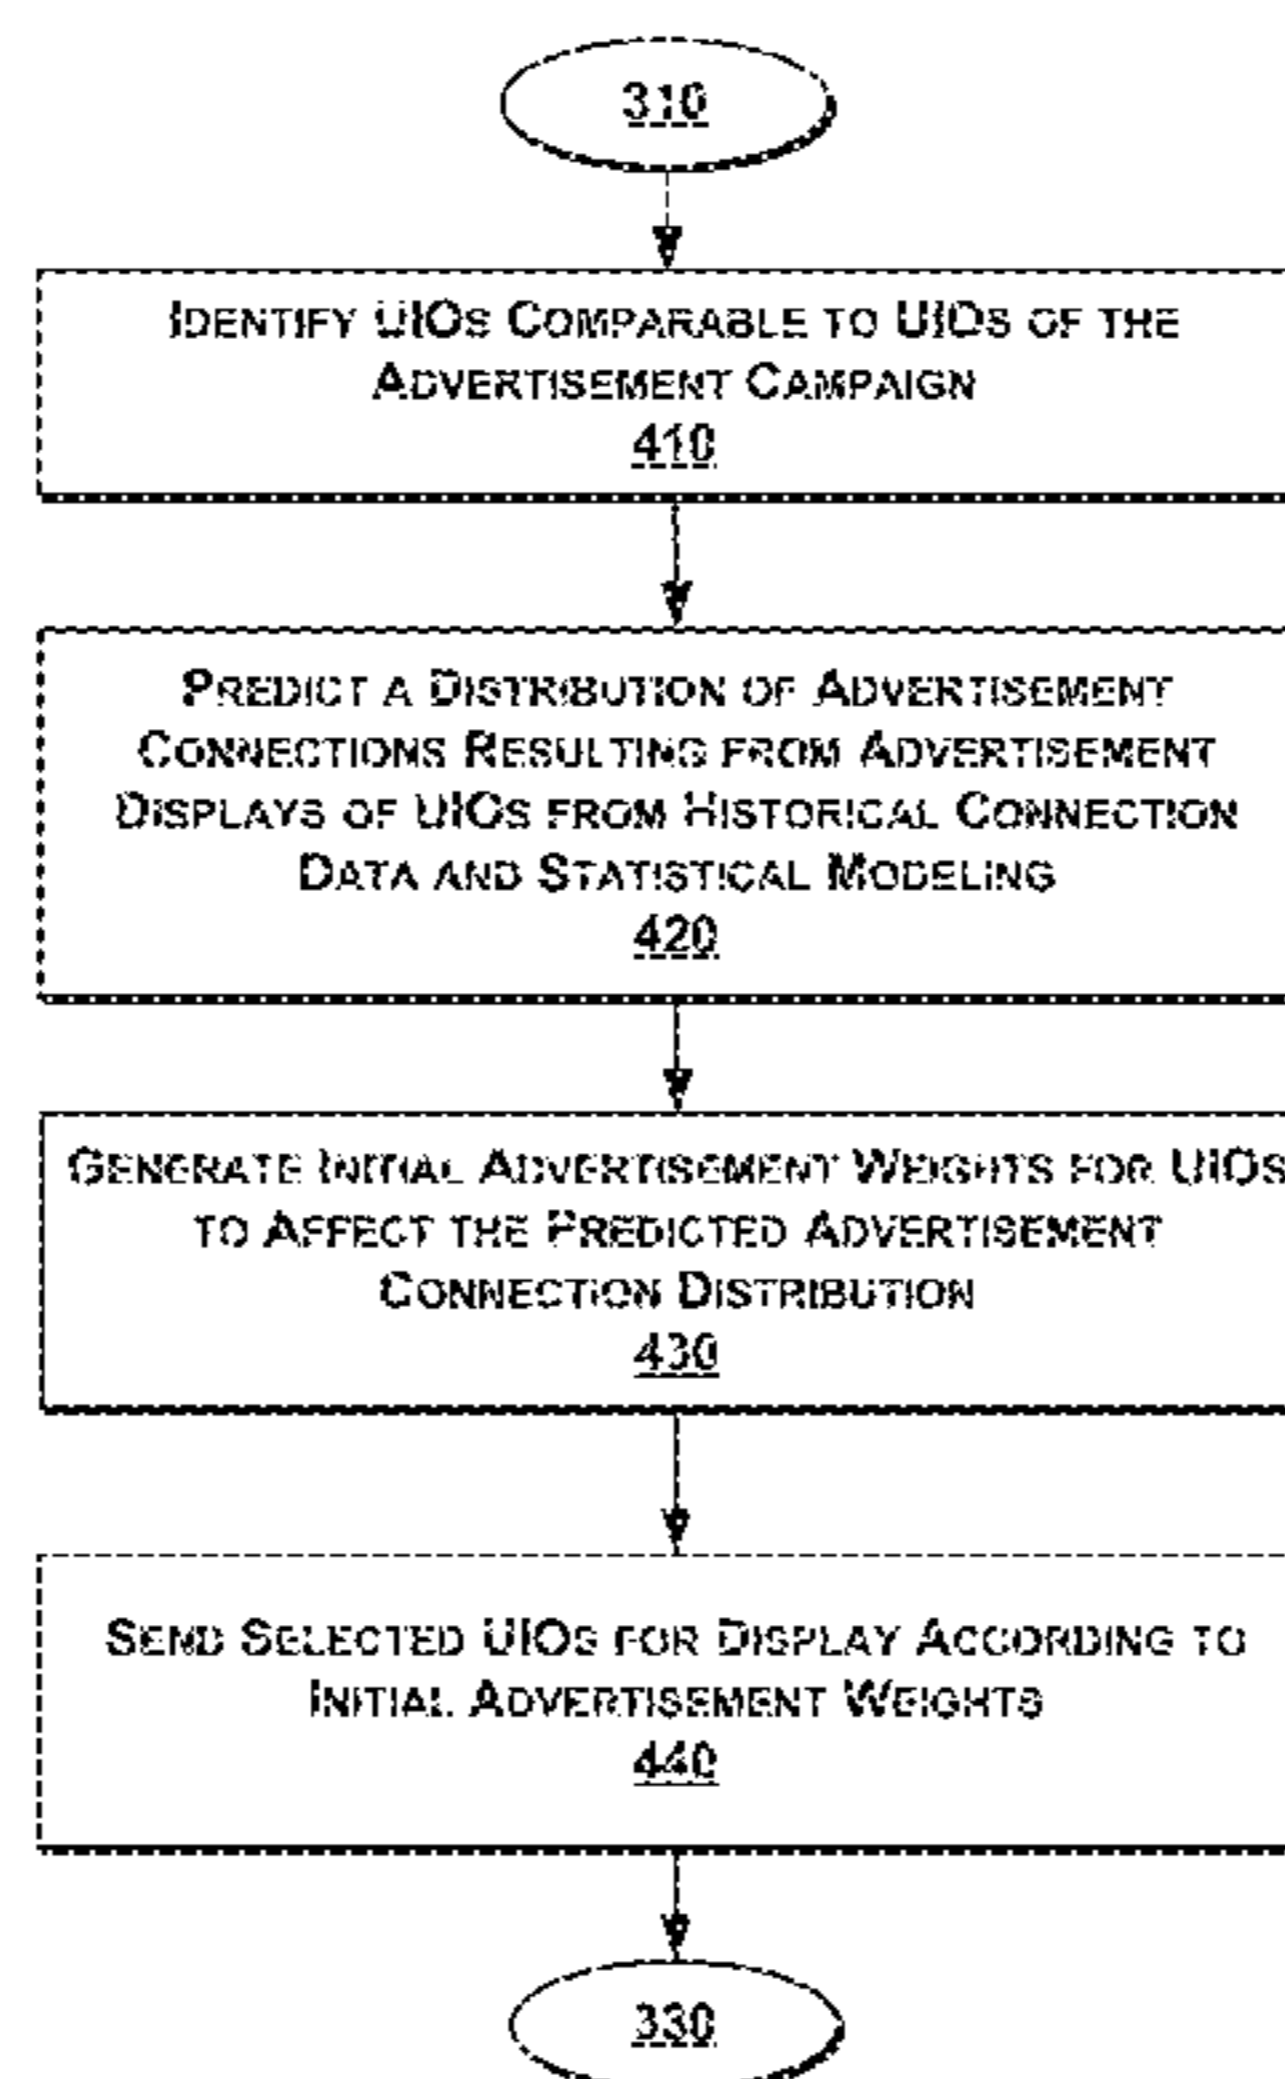 310
IDENTIFY UIOS COMPARABLE TO UIOS OF THE
ADVERTISEMENT CAMPAIGN
410
PREDICT A DISTRIBUTION OF ADVERTISEMENT
CONNECTIONS RESULTING FROM ADVERTISEMENT
DISPLAYS OF UIOS FROM HISTORICAL CONNECTION
DATA AND STATISTICAL MODELING
420
GENERATE INITIAL ADVERTISEMENT WEIGHTS FOR UIOS
TO AFFECT THE PREDICTED ADVERTISEMENT
CONNECTION DISTRIBUTION
430
SEND SELECTED UIOS FOR DISPLAY ACCORDING TO
INITIAL ADVERTISEMENT WEIGHTS
440
330